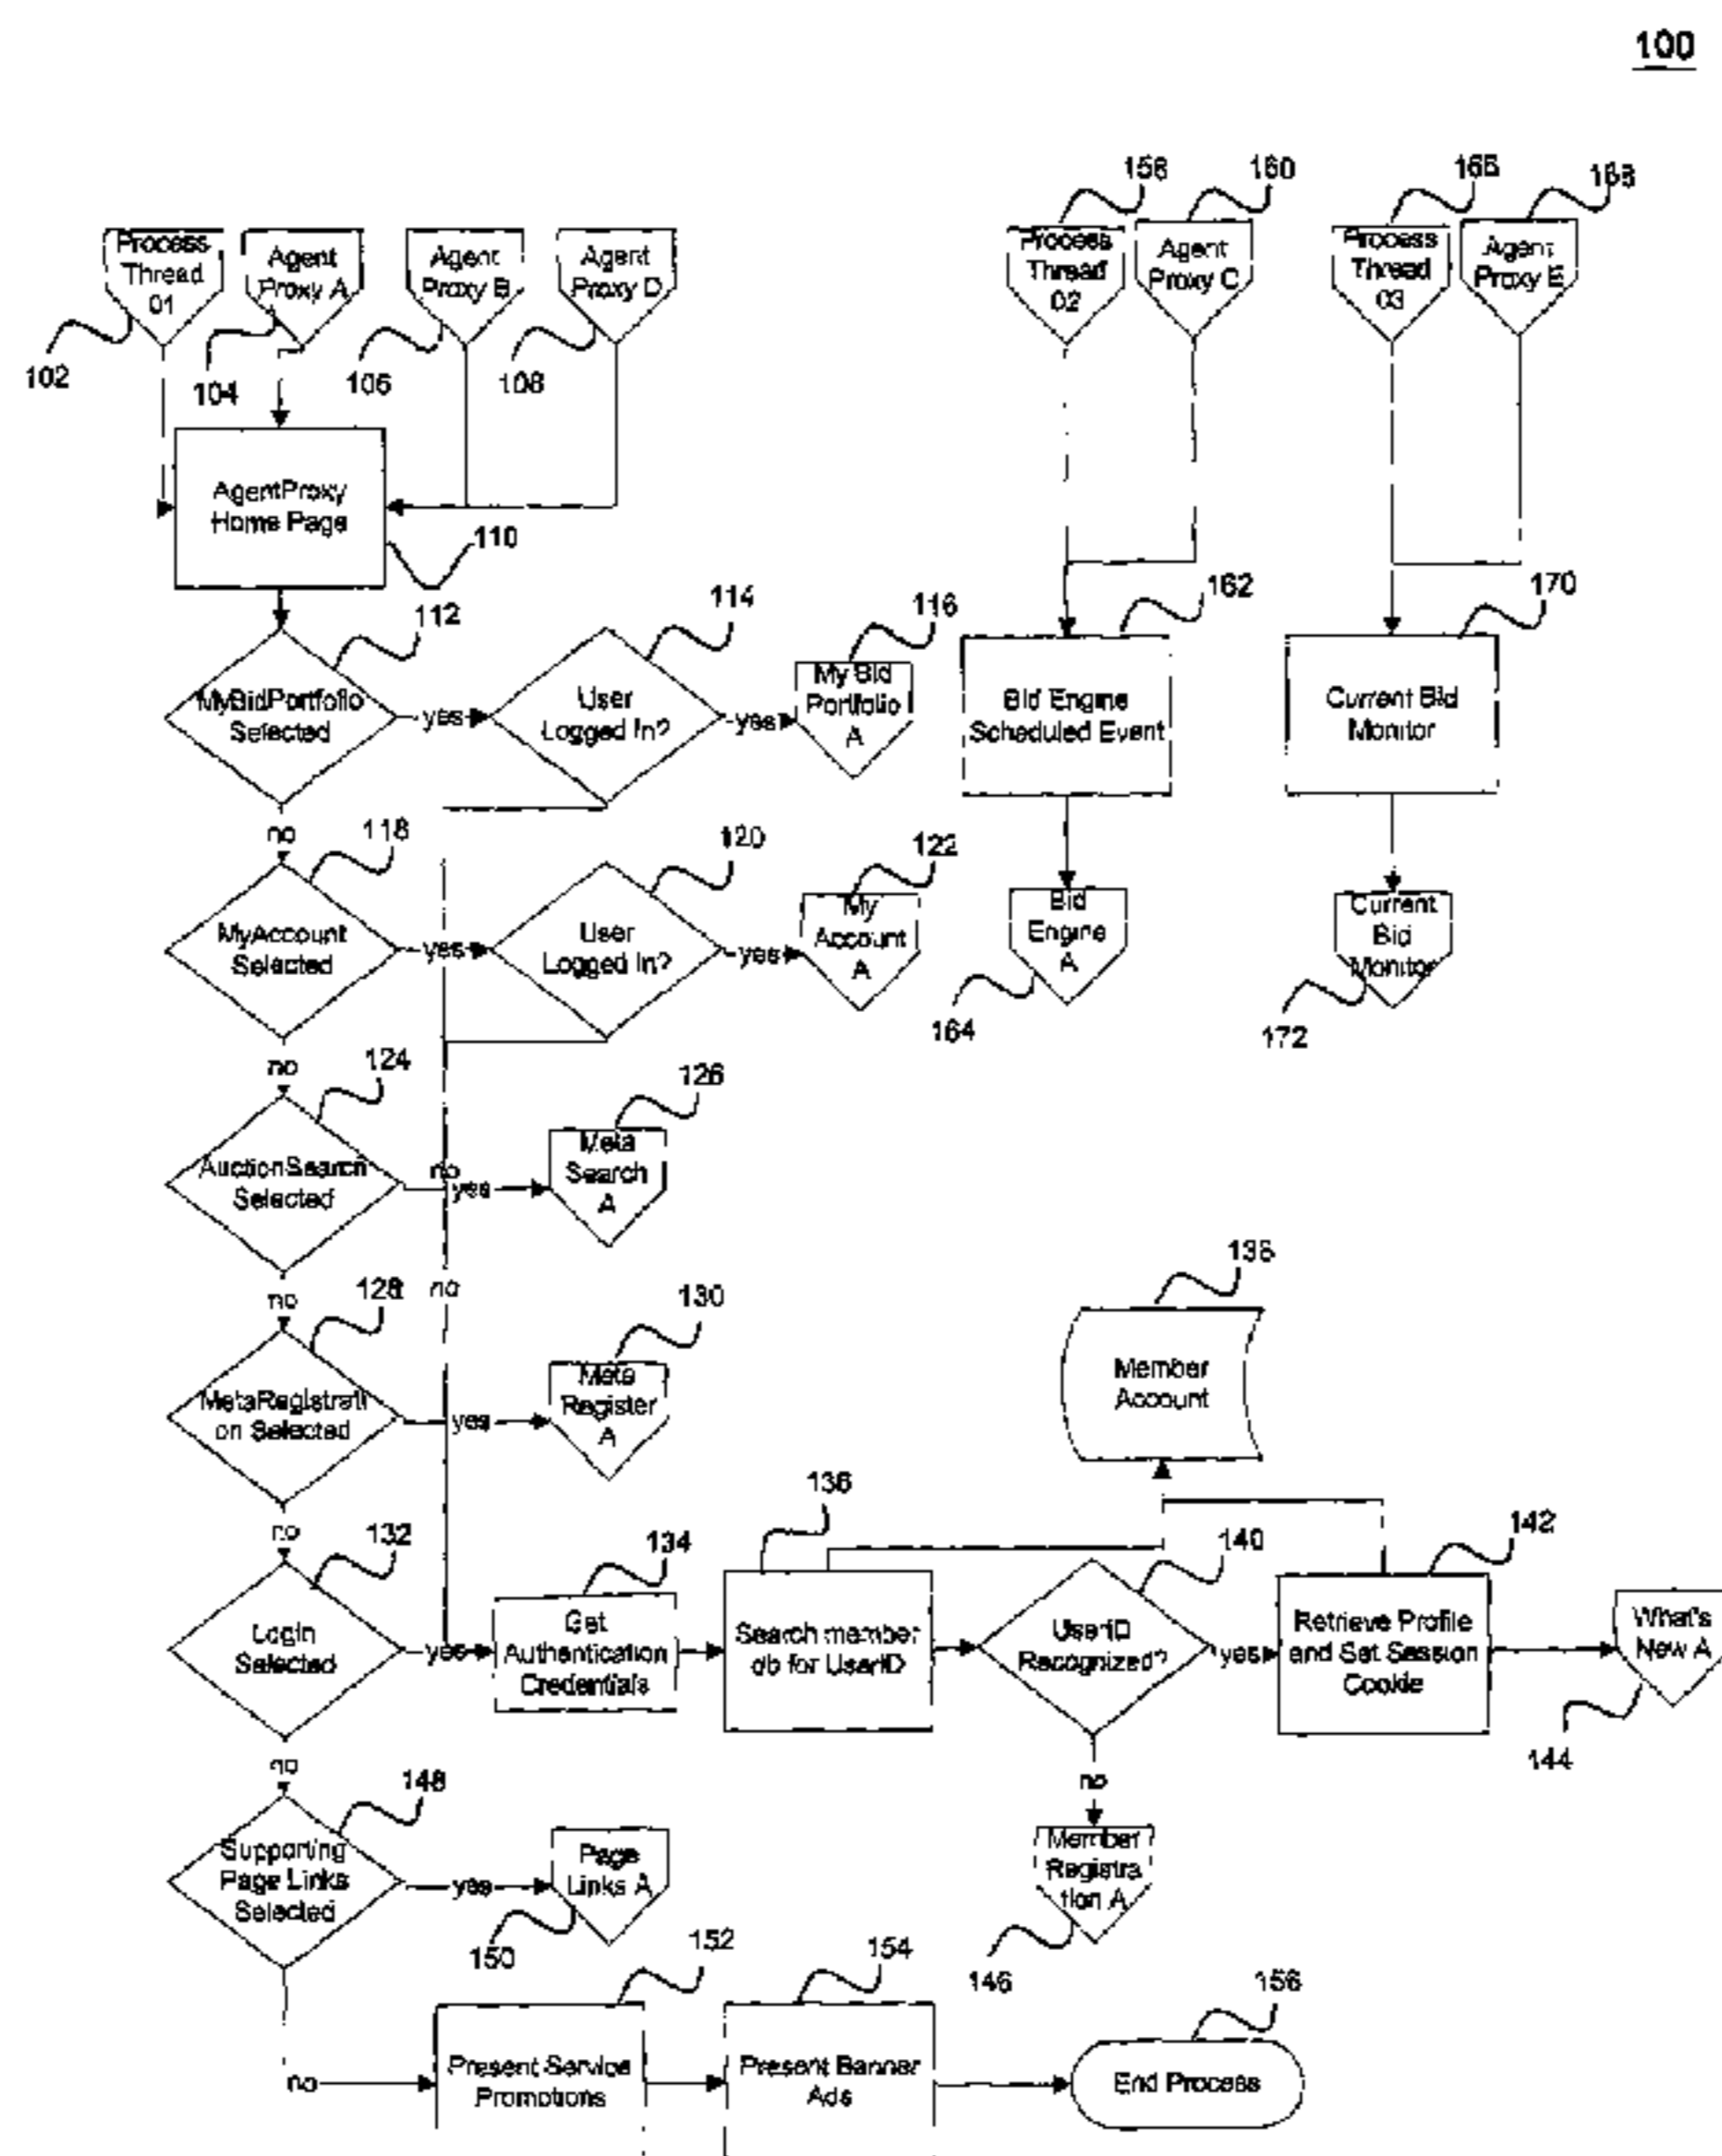 100
158
160
166
168
Process
Thread
01
Agent
Proxy A
Agent
Proxy B
Agent
Proxy D
Process
Thread
02
Agent
Proxy C
Process
Thread
03
Agent
Proxy E
102
104
106
108
AgentProxy
Home Page
110
112
114
116
162
170
MyBidPortfolio
Selected
yes
User
Logged In?
yes
My Bid
Portfolio
A
Bid Engine
Scheduled Event
Current Bid
Monitor
no
118
120
122
MyAccount
Selected
yes
User
Logged In?
yes
My
Account
A
Bid
Engine
A
Current
Bid
Monitor
164
172
no
124
126
AuctionSearch
Selected
no
yes
Meta
Search
A
no
128
no
130
138
MetaRegistrati
on Selected
yes
Meta
Register
A
Member
Account
no
132
134
136
140
142
Login
Selected
yes
Get
Authentication
Credentials
Search member
db for UserID
UserID
Recognized?
yes
Retrieve Profile
and Set Session
Cookie
What's
New A
144
no
148
no
Supporting
Page Links
Selected
yes
Page
Links A
Member
Registra
tion A
150
146
152
154
156
no
Present Service
Promotions
Present Banner
Ads
End Process